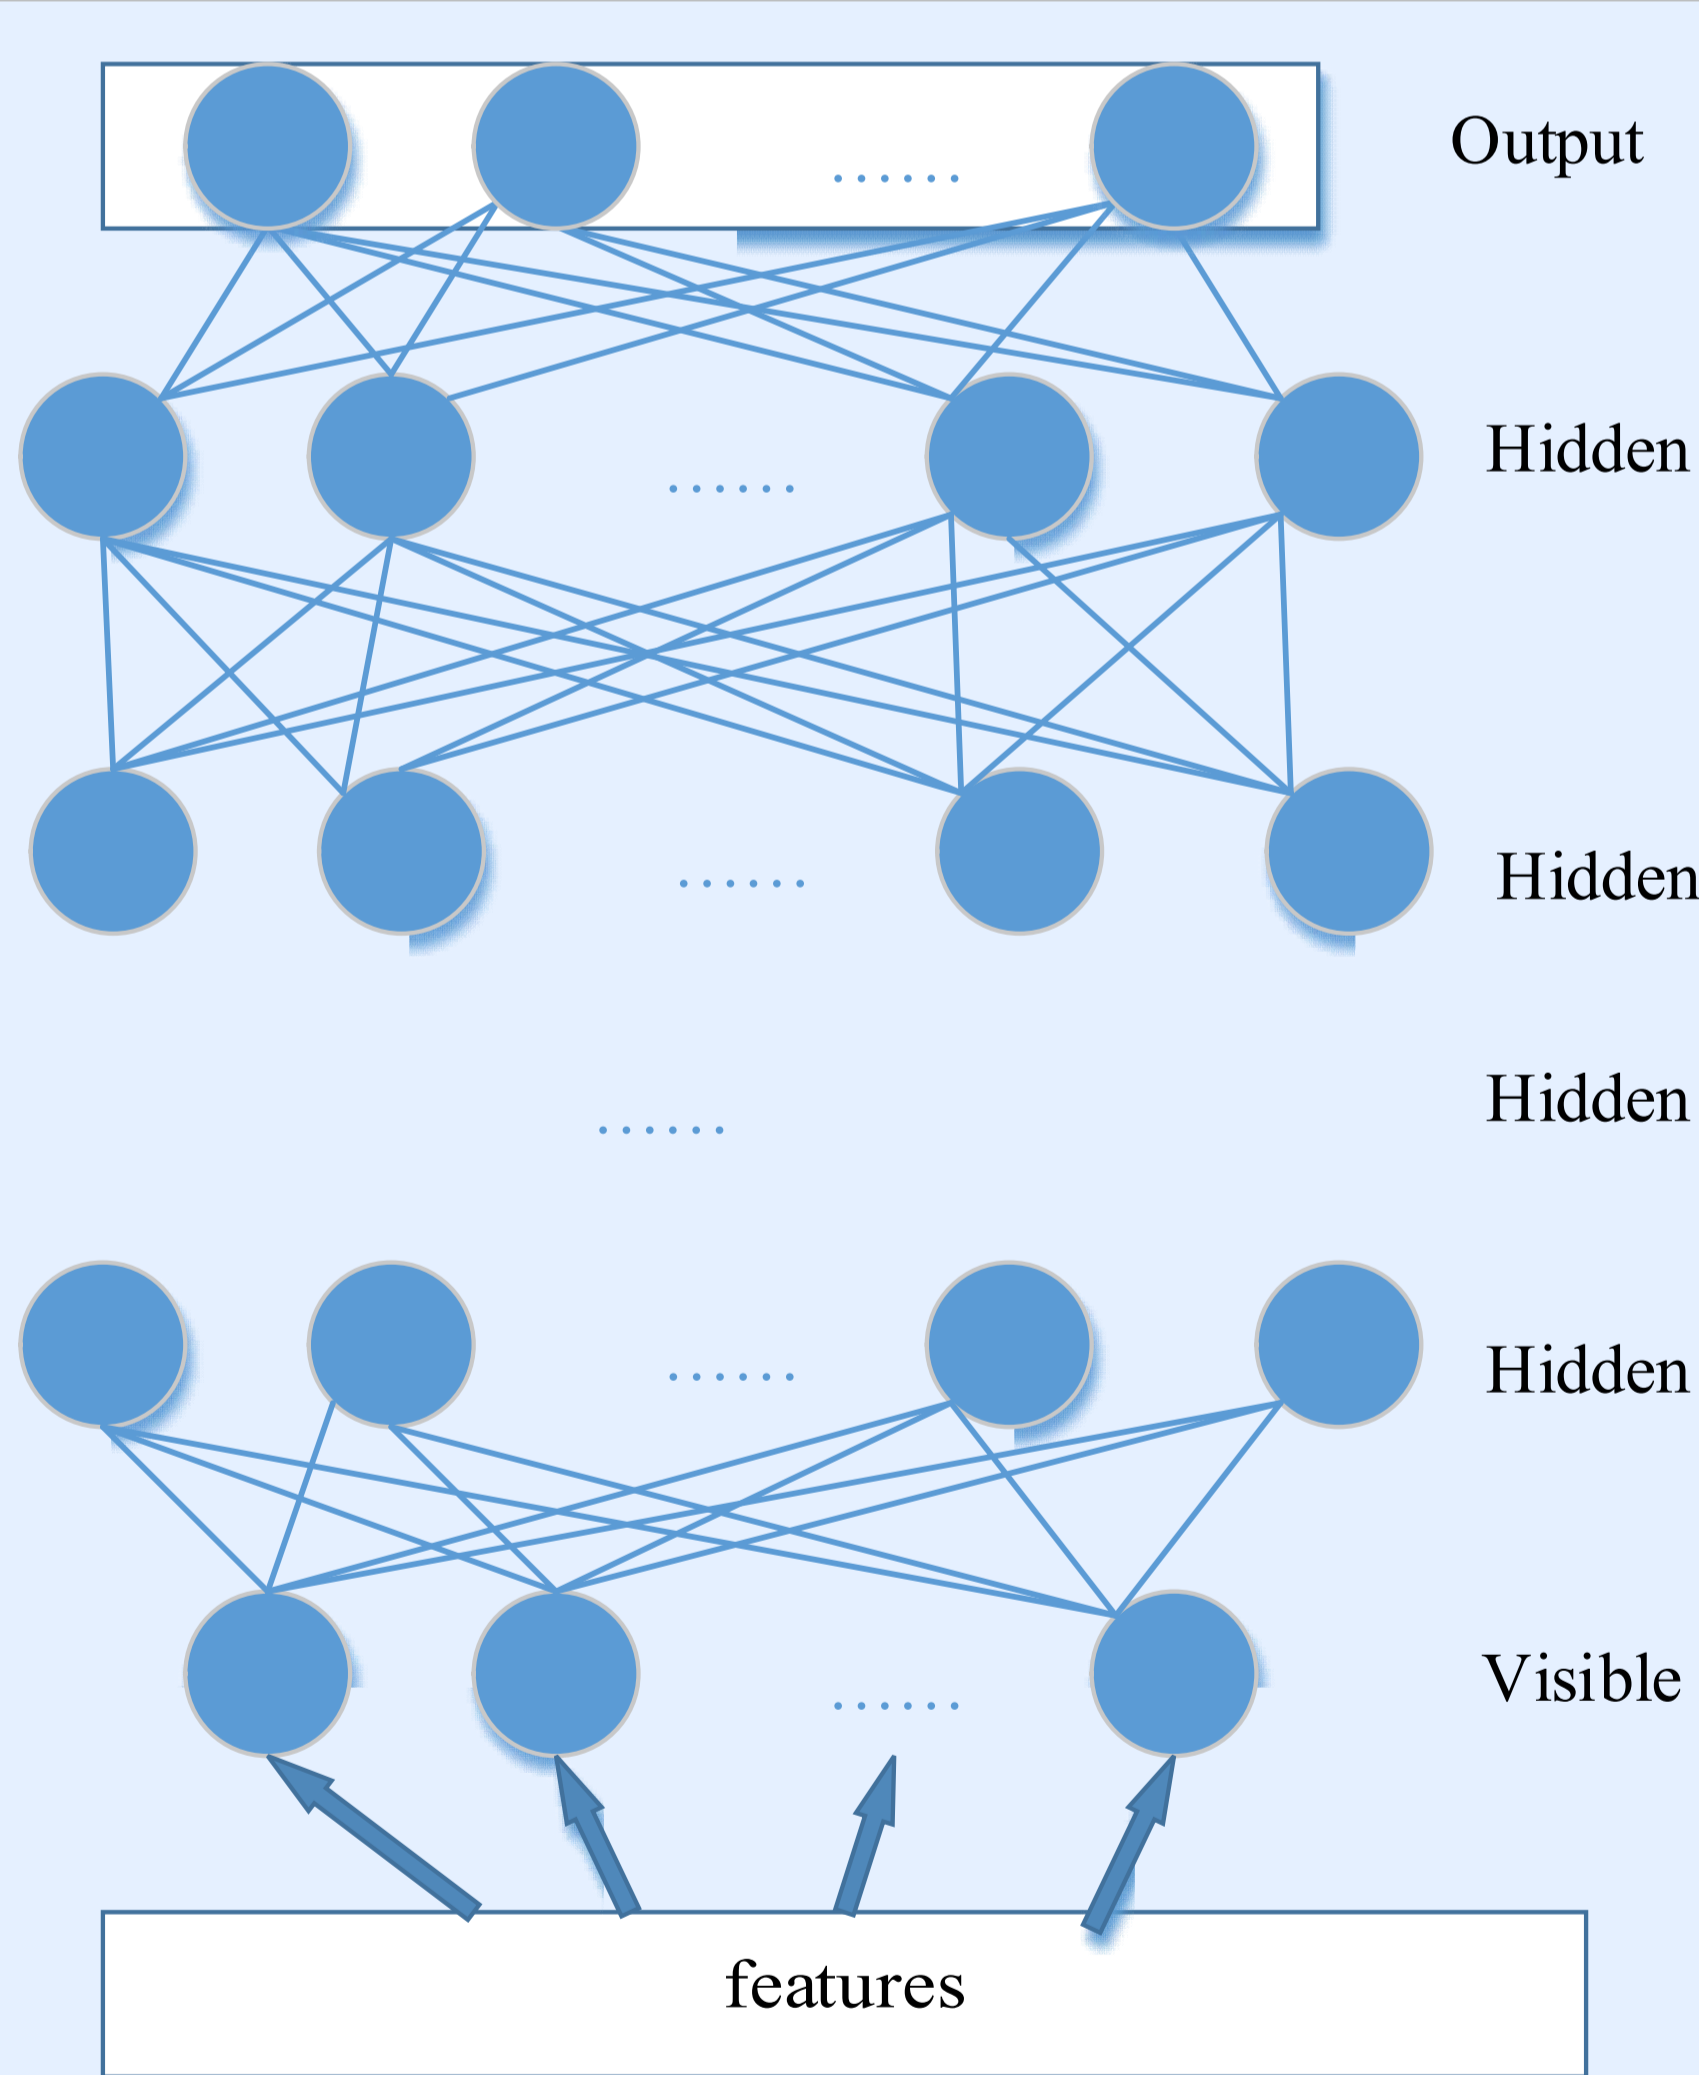 Output
......
Hidden
......
Hidden
......
Hidden
......
Hidden
......
Visible
......
features